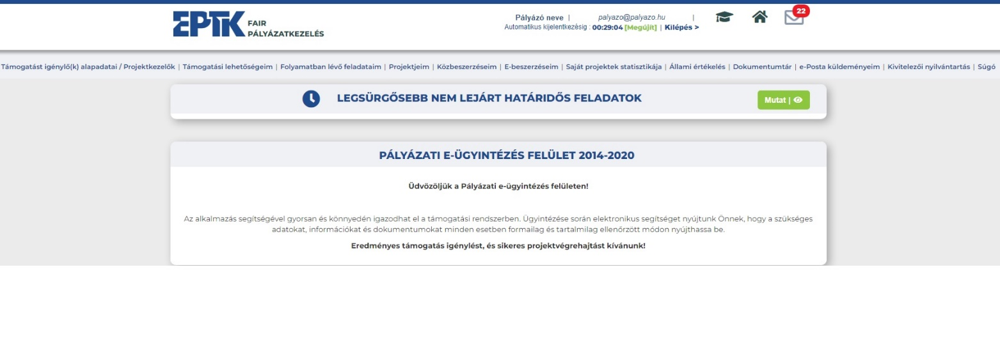 EPTK FAIR
PÁLYÁZATKEZELÉS
Pályázó neve | palyazo@palyazo.hu |
Automatikus kijelentkezésig : 00:29:04 [Megújít] | Kilépés >
22
Támogatást igénylő(k) alapadatai / Projektkezelők | Támogatási lehetőségeim | Folyamatban lévő feladataim | Projektjeim | Közbeszerzéseim | E-beszerzéseim | Saját projektek statisztikája | Állami értékelés | Dokumentumtár | e-Posta küldeményeim | Kivitelezői nyilvántartás | Súgó
LEGSÜRGŐSEBB NEM LEJÁRT HATÁRIDŐS FELADATOK
Mutat |
PÁLYÁZATI E-ÜGYINTÉZÉS FELÜLET 2014-2020
Üdvözöljük a Pályázati e-ügyintézés felületen!
Az alkalmazás segítségével gyorsan és könnyedén igazodhat el a támogatási rendszerben. Ügyintézése során elektronikus segítséget nyújtunk Önnek, hogy a szükséges
adatokat, információkat és dokumentumokat minden esetben formailag és tartalmilag ellenőrzött módon nyújthassa be.
Eredményes támogatás igénylést, és sikeres projektvégrehajtást kívánunk!